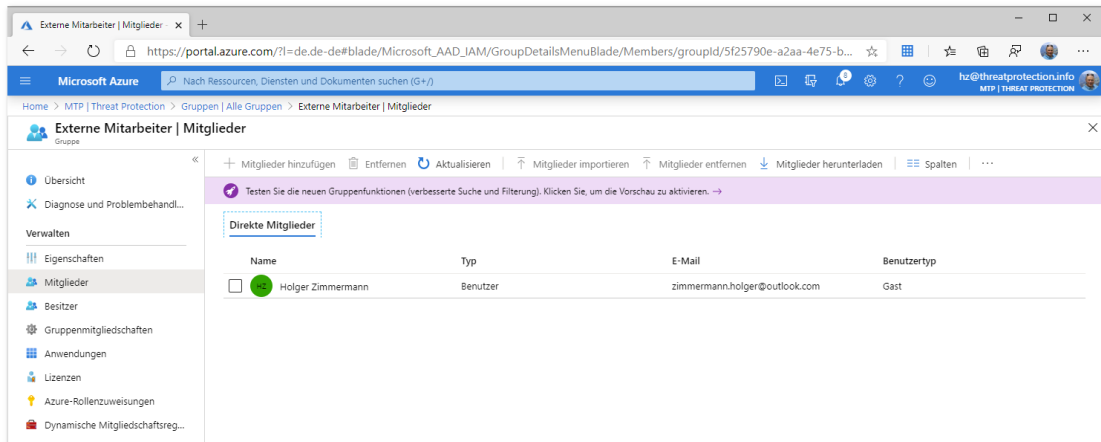 Externe Mitarbeiter | Mitglieder -
https://portal.azure.com/?l=de.de-de#blade/Microsoft_AAD_IAM/GroupDetailsMenuBlade/Members/groupId/5f25790e-a2aa-4e75-b...
Microsoft Azure
Nach Ressourcen, Diensten und Dokumenten suchen (G+/)
8
hz@threatprotection.info
MTP | THREAT PROTECTION
Home > MTP | Threat Protection > Gruppen | Alle Gruppen > Externe Mitarbeiter | Mitglieder
Externe Mitarbeiter | Mitglieder
Gruppe
Mitglieder hinzufügen Entfernen Aktualisieren Mitglieder importieren Mitglieder entfernen Mitglieder herunterladen Spalten ...
Testen Sie die neuen Gruppenfunktionen (verbesserte Suche und Filterung). Klicken Sie, um die Vorschau zu aktivieren. →
Übersicht
Diagnose und Problembehandl...
Verwalten
Eigenschaften
Mitglieder
Besitzer
Gruppenmitgliedschaften
Anwendungen
Lizenzen
Azure-Rollenzuweisungen
Dynamische Mitgliedschaftsreg...
Direkte Mitglieder
Name Typ E-Mail Benutzertyp
HZ Holger Zimmermann Benutzer zimmermann.holger@outlook.com Gast